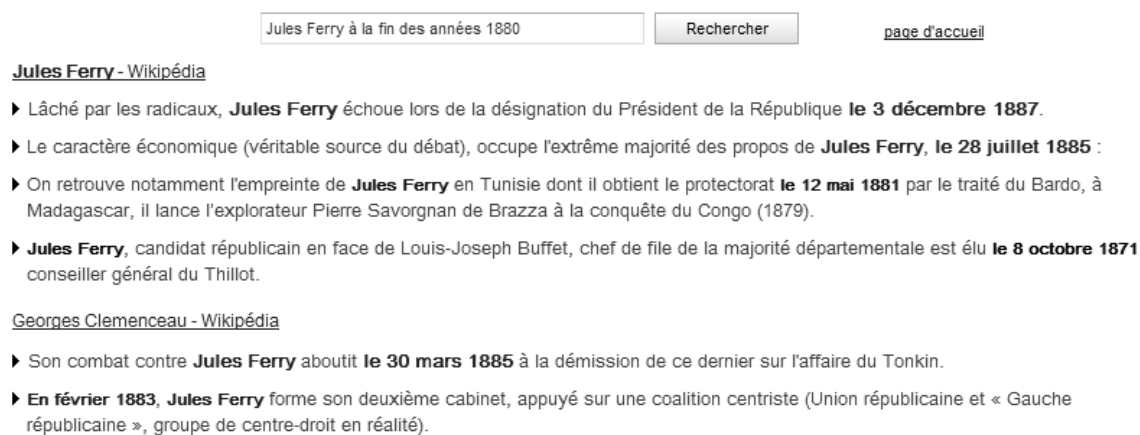 Jules Ferry à la fin des années 1880 Rechercher page d'accueil
Jules Ferry - Wikipédia
Lâché par les radicaux, Jules Ferry échoue lors de la désignation du Président de la République le 3 décembre 1887.
Le caractère économique (véritable source du débat), occupe l'extrême majorité des propos de Jules Ferry, le 28 juillet 1885 :
On retrouve notamment l'empreinte de Jules Ferry en Tunisie dont il obtient le protectorat le 12 mai 1881 par le traité du Bardo, à
Madagascar, il lance l'explorateur Pierre Savorgnan de Brazza à la conquête du Congo (1879).
Jules Ferry, candidat républicain en face de Louis-Joseph Buffet, chef de file de la majorité départementale est élu le 8 octobre 1871
conseiller général du Thillot.
Georges Clemenceau - Wikipédia
Son combat contre Jules Ferry aboutit le 30 mars 1885 à la démission de ce dernier sur l'affaire du Tonkin.
En février 1883, Jules Ferry forme son deuxième cabinet, appuyé sur une coalition centriste (Union républicaine et « Gauche
républicaine », groupe de centre-droit en réalité).